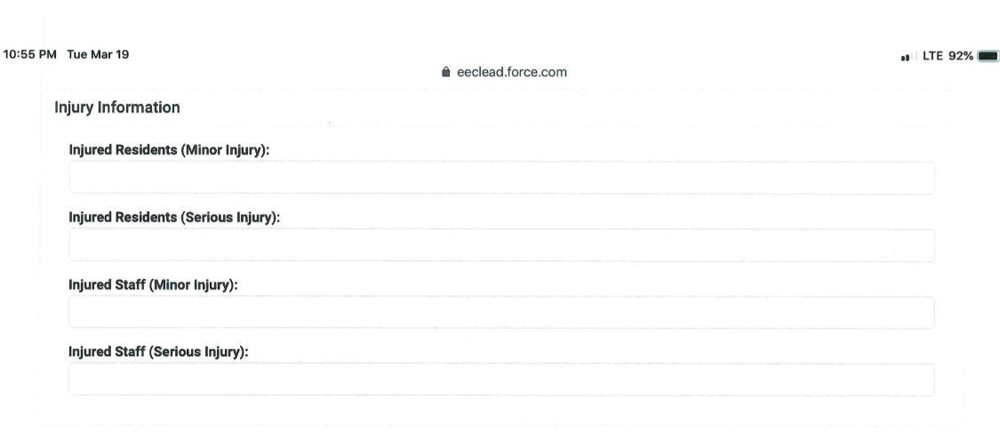 10:55 PM Tue Mar 19
LTE 92%
eeclead.force.com
Injury Information
Injured Residents (Minor Injury):
Injured Residents (Serious Injury):
Injured Staff (Minor Injury):
Injured Staff (Serious Injury):